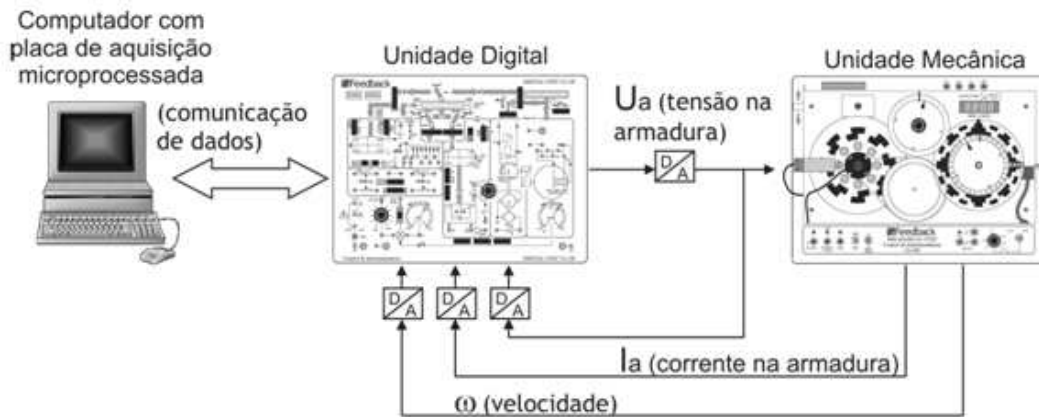 Computador com
placa de aquisição
microprocessada
(comunicação
de dados)
Unidade Digital
Feedback
Ua (tensão na
armadura)
D/A
Unidade Mecânica
Feedback
D/A
D/A
D/A
Ia (corrente na armadura)
ω (velocidade)